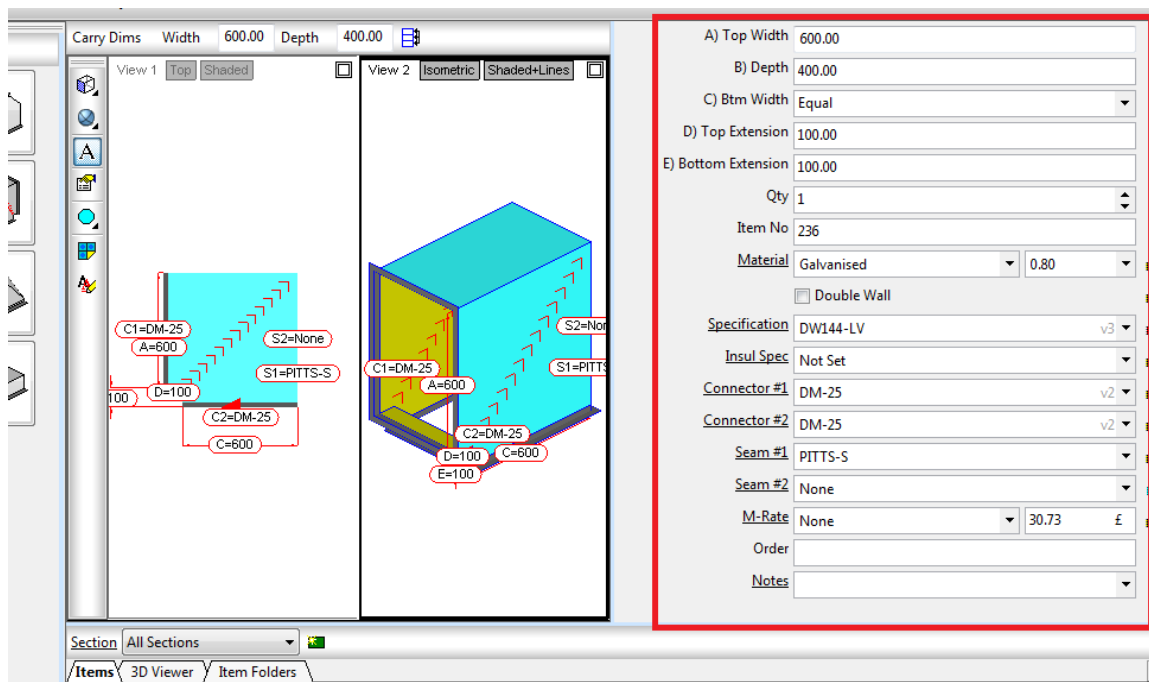 Carry Dims Width 600.00 Depth 400.00
View 1 Top Shaded
View 2 Isometric Shaded+Lines
A
C1=DM-25
A=600
S2=None
S1=PITTS-S
D=100
100
C2=DM-25
C=600
S2=Nor
C1=DM-25
S1=PITTS
A=600
C2=DM-25
D=100
C=600
E=100
A) Top Width 600.00
B) Depth 400.00
C) Btm Width Equal
D) Top Extension 100.00
E) Bottom Extension 100.00
Qty 1
Item No 236
Material Galvanised 0.80
Double Wall
Specification DW144-LV v3
Insul Spec Not Set
Connector #1 DM-25 v2
Connector #2 DM-25 v2
Seam #1 PITTS-S
Seam #2 None
M-Rate None 30.73 £
Order
Notes
Section All Sections
Items 3D Viewer Item Folders